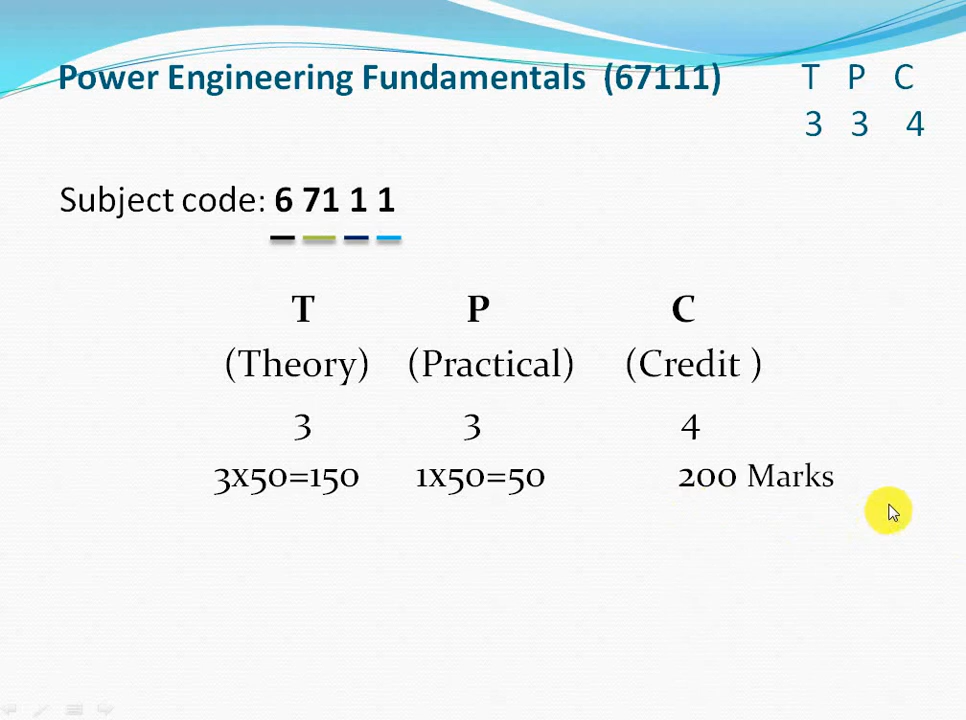 Power Engineering Fundamentals (67111) T P C
3 3 4
Subject code: 6 71 1 1
T P C
(Theory) (Practical) (Credit )
3 3 4
3x50=150 1x50=50 200 Marks